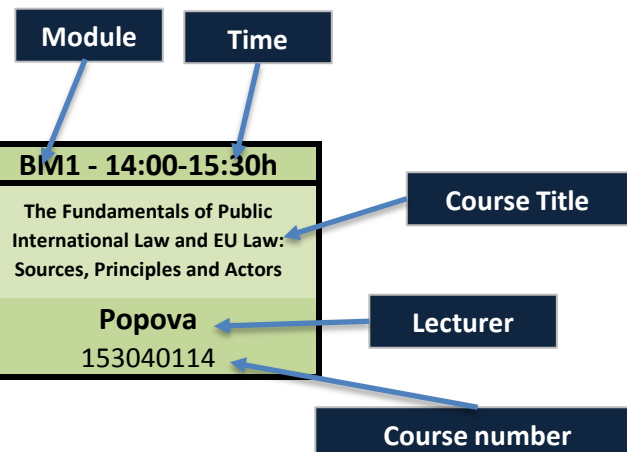 Module
Time
BM1 - 14:00-15:30h
The Fundamentals of Public
International Law and EU Law:
Sources, Principles and Actors
Course Title
Popova
Lecturer
153040114
Course number